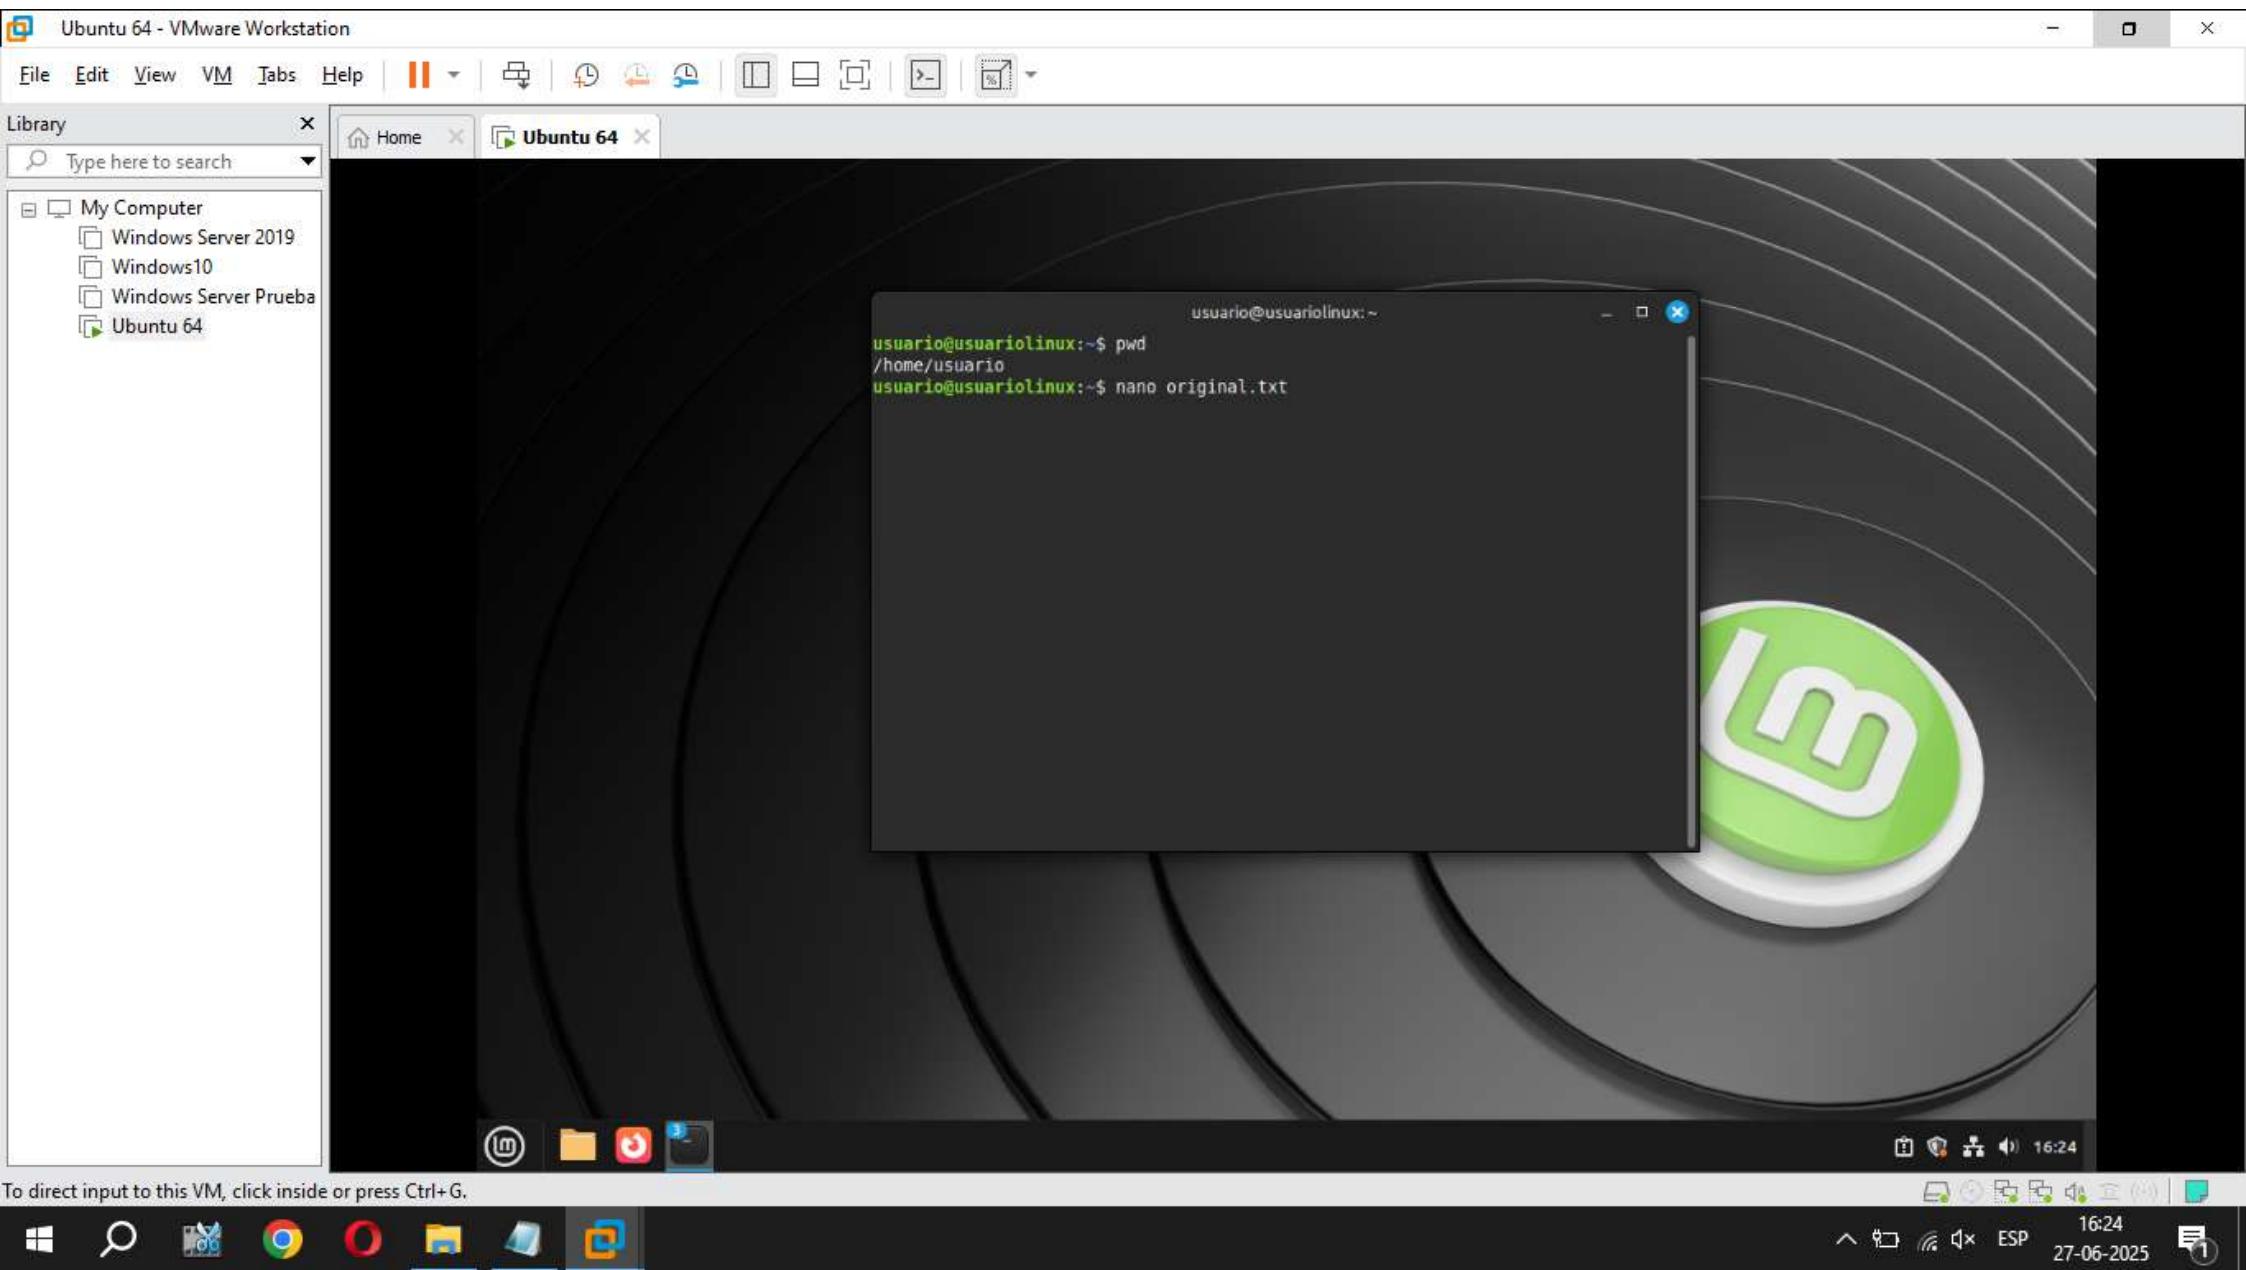 Ubuntu 64 - VMware Workstation
File Edit View VM Tabs Help
Library
Home
Ubuntu 64
Type here to search
My Computer
Windows Server 2019
Windows10
Windows Server Prueba
Ubuntu 64
usuario@usuariolinux: ~
usuario@usuariolinux:~$ pwd
/home/usuario
usuario@usuariolinux:~$ nano original.txt
3
16:24
To direct input to this VM, click inside or press Ctrl+G.
ESP
16:24
27-06-2025
1